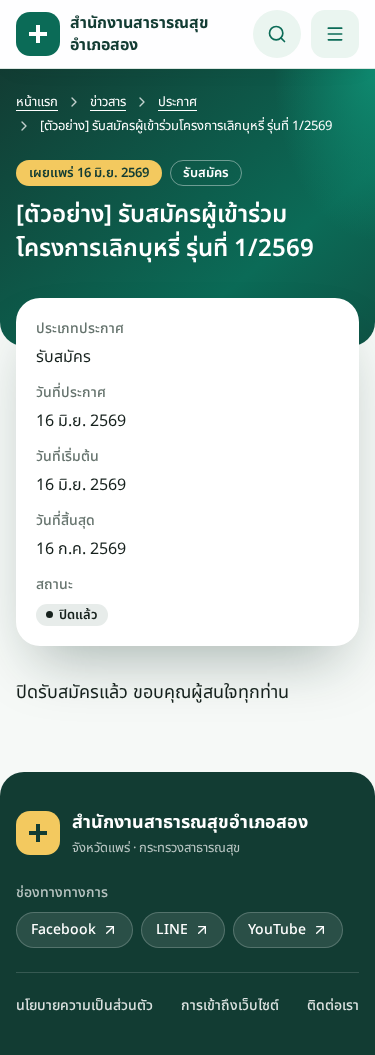 สำนักงานสาธารณสุข
อำเภอสอง
หน้าแรก
ข่าวสาร
ประกาศ
[ตัวอย่าง] รับสมัครผู้เข้าร่วมโครงการเลิกบุหรี่ รุ่นที่ 1/2569
เผยแพร่ 16 มิ.ย. 2569
รับสมัคร
[ตัวอย่าง] รับสมัครผู้เข้าร่วม
โครงการเลิกบุหรี่ รุ่นที่ 1/2569
ประเภทประกาศ
รับสมัคร
วันที่ประกาศ
16 มิ.ย. 2569
วันที่เริ่มต้น
16 มิ.ย. 2569
วันที่สิ้นสุด
16 ก.ค. 2569
สถานะ
ปิดแล้ว
ปิดรับสมัครแล้ว ขอบคุณผู้สนใจทุกท่าน
สำนักงานสาธารณสุขอำเภอสอง
จังหวัดแพร่ · กระทรวงสาธารณสุข
ช่องทางทางการ
Facebook
LINE
YouTube
นโยบายความเป็นส่วนตัว
การเข้าถึงเว็บไซต์
ติดต่อเรา